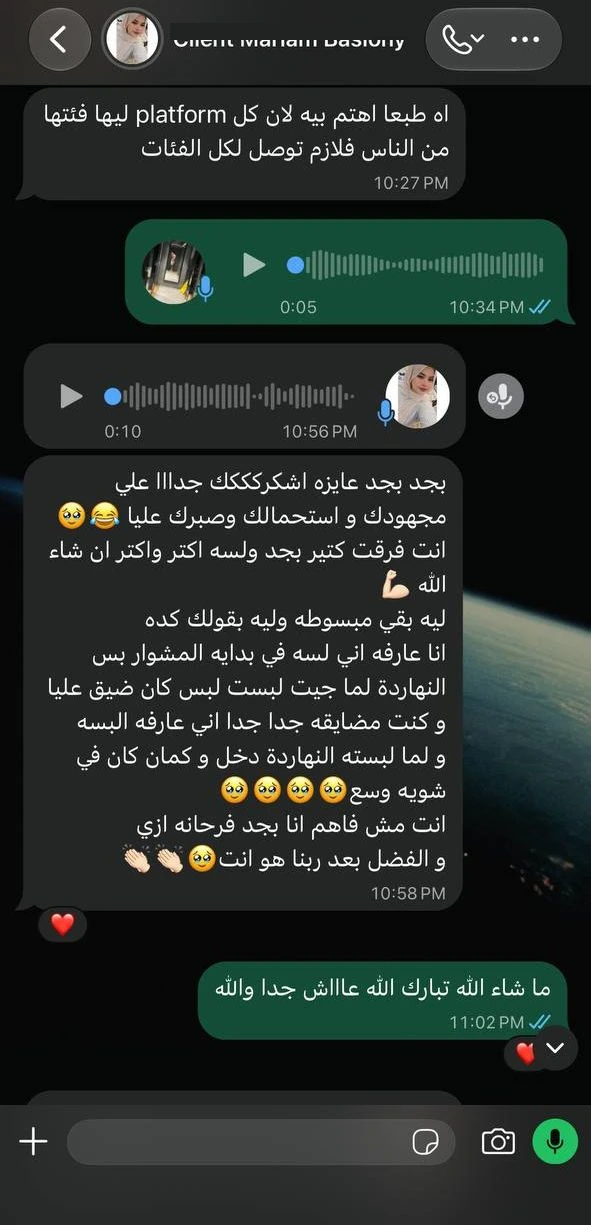 Client Mariam Basiony
اه طبعا اهتم بيه لان كل platform ليها فئتها
من الناس فلازم توصل لكل الفئات
10:27 PM
0:05
10:34 PM
0:10
10:56 PM
بجد بجد عايزه اشكركككك جدااا علي
مجهودك و استحمالك وصبرك عليا 😂🥹
انت فرقت كتير بجد ولسه اكتر واكتر ان شاء
الله 💪🏻
ليه بقي مبسوطه وليه بقولك كده
انا عارفه اني لسه في بدايه المشوار بس
النهاردة لما جيت لبست لبس كان ضيق عليا
و كنت مضايقه جدا جدا اني عارفه البسه
و لما لبسته النهاردة دخل و كمان كان في
شويه وسع🥹🥹🥹🥹
انت مش فاهم انا بجد فرحانه ازي
و الفضل بعد ربنا هو انت🥹👏🏻👏🏻
10:58 PM
ما شاء الله تبارك الله عاااش جدا والله
11:02 PM